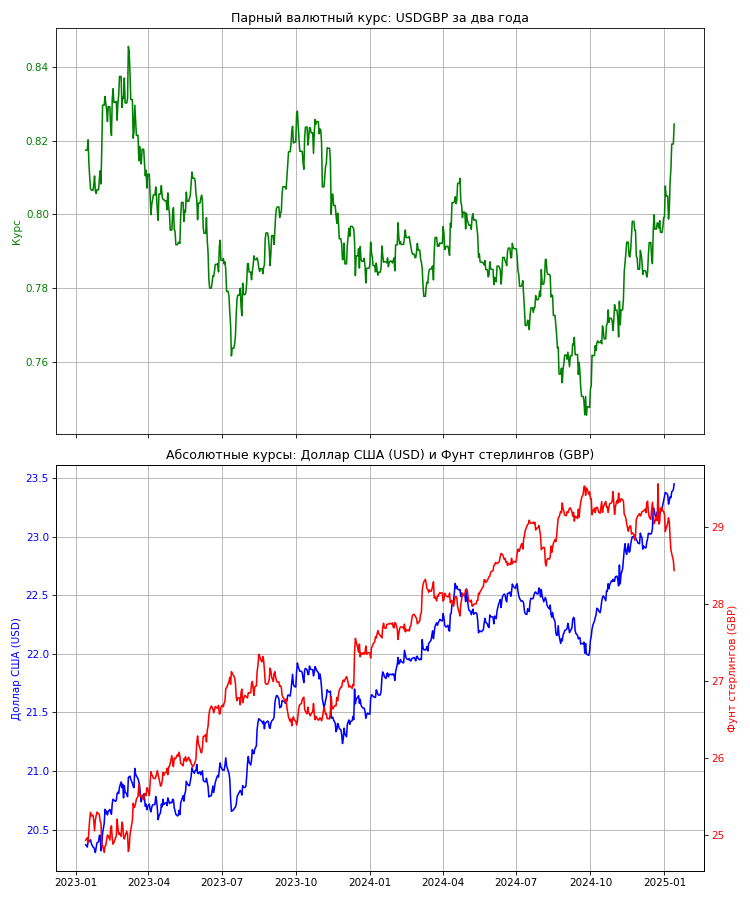 Парный валютный курс: USDGBP за два года
0.84
0.82
0.80
0.78
0.76
Курс
Абсолютные курсы: Доллар США (USD) и Фунт стерлингов (GBP)
23.5
23.0
22.5
22.0
21.5
21.0
20.5
Доллар США (USD)
29
28
27
26
25
Фунт стерлингов (GBP)
2023-01 2023-04 2023-07 2023-10 2024-01 2024-04 2024-07 2024-10 2025-01